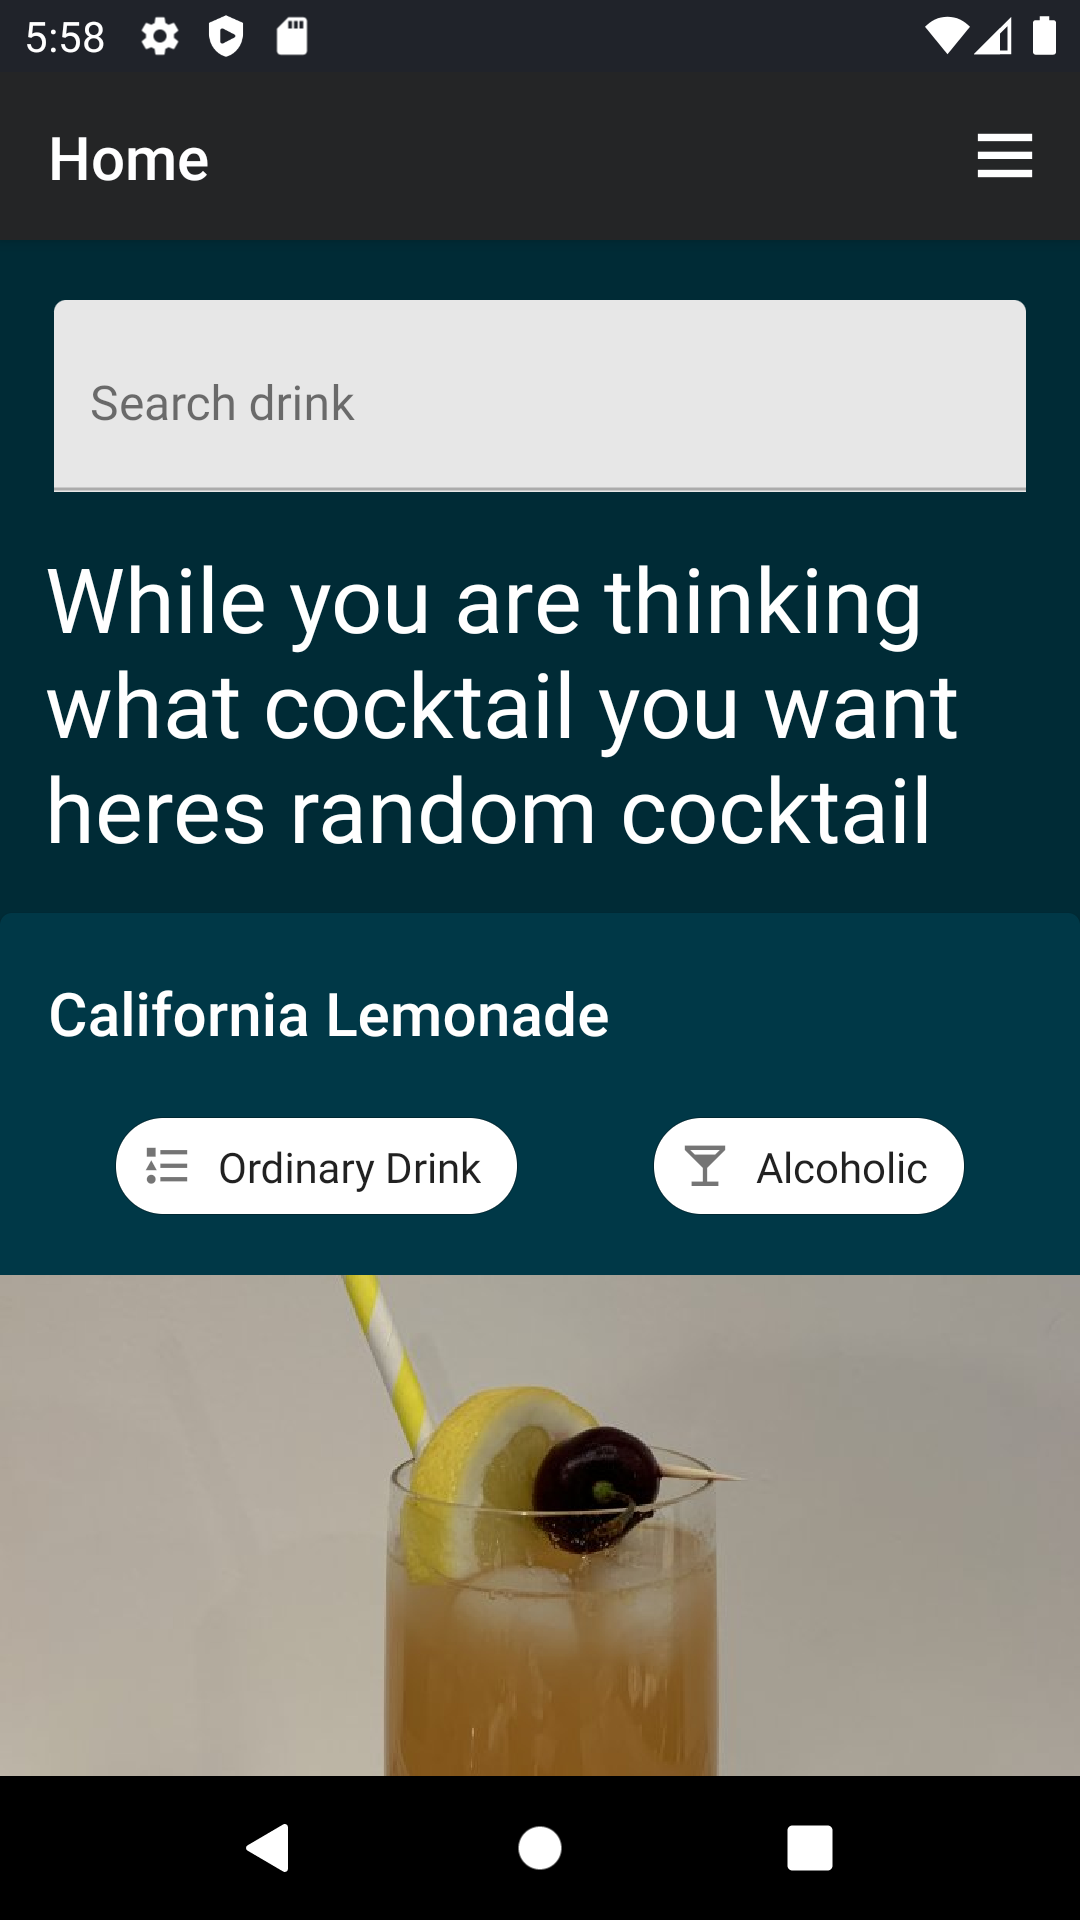 5:58
Home
Search drink
While you are thinking
what cocktail you want
heres random cocktail
California Lemonade
Ordinary Drink
Alcoholic